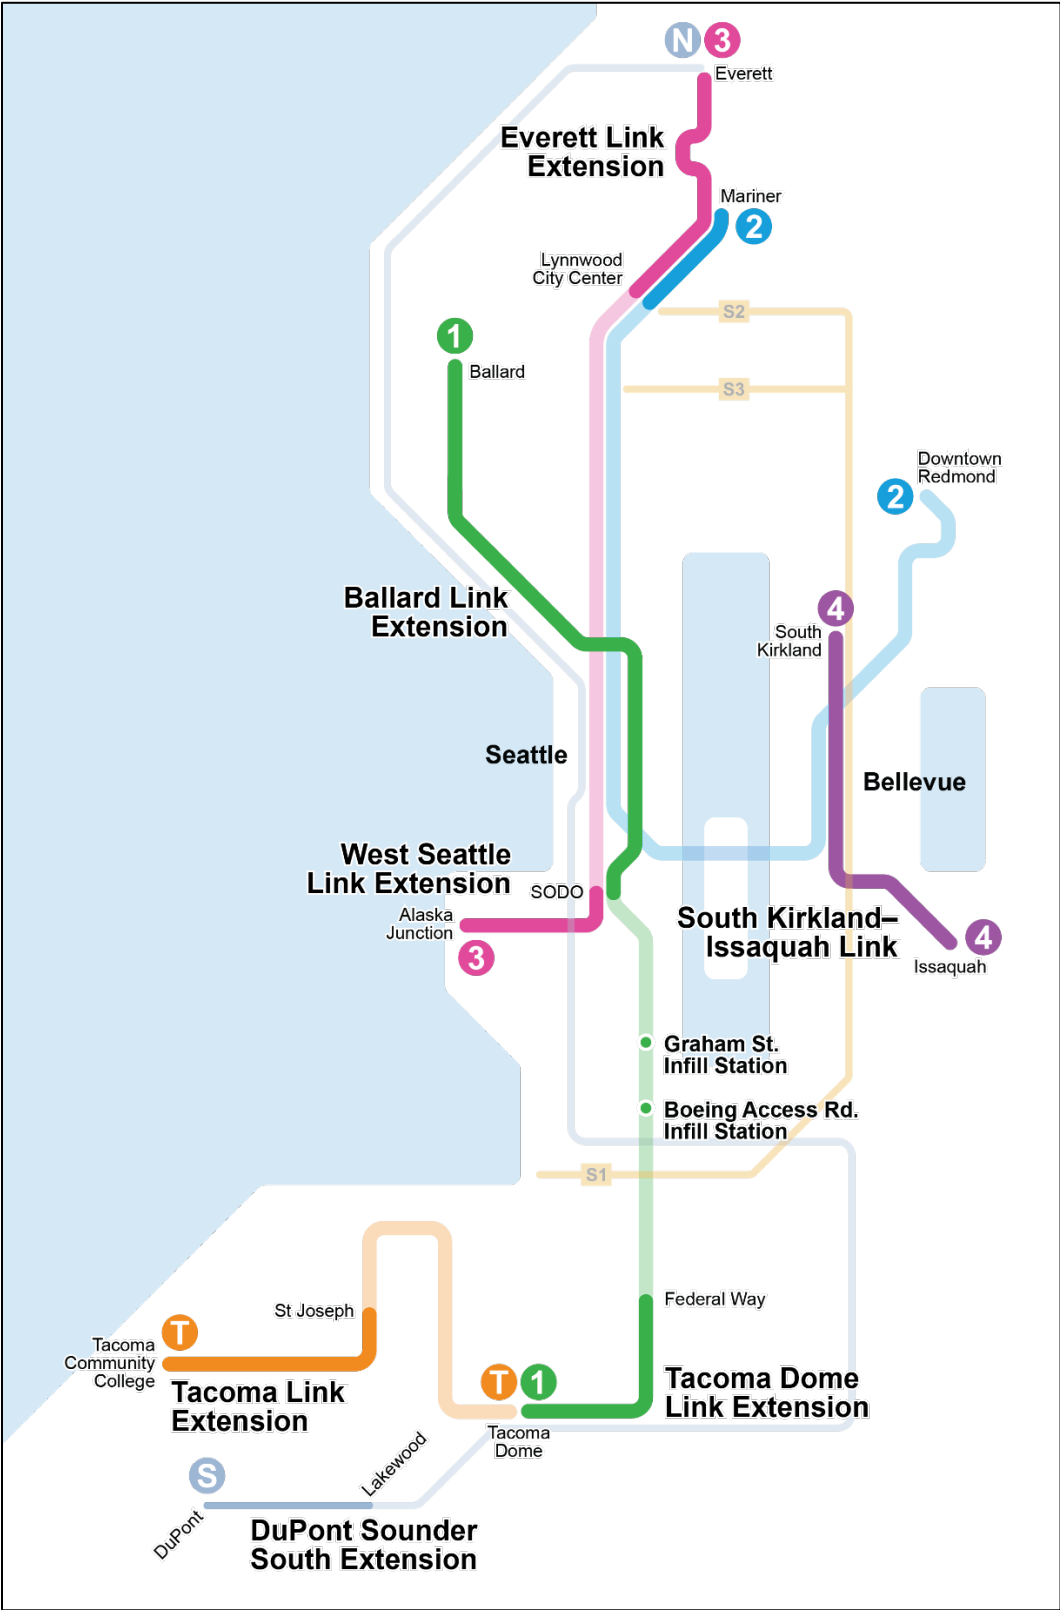 N 3
Everett
Everett Link
Extension
Mariner
2
Lynnwood
City Center
S2
1
Ballard
S3
Downtown
Redmond
2
Ballard Link
Extension
4
South
Kirkland
Seattle
Bellevue
West Seattle
Link Extension
SODO
Alaska
Junction
3
South Kirkland–
Issaquah Link
4
Issaquah
Graham St.
Infill Station
Boeing Access Rd.
Infill Station
S1
Federal Way
St Joseph
T
Tacoma
Community
College
Tacoma Link
Extension
T 1
Tacoma Dome
Link Extension
Tacoma
Dome
Lakewood
S
DuPont
DuPont Sounder
South Extension